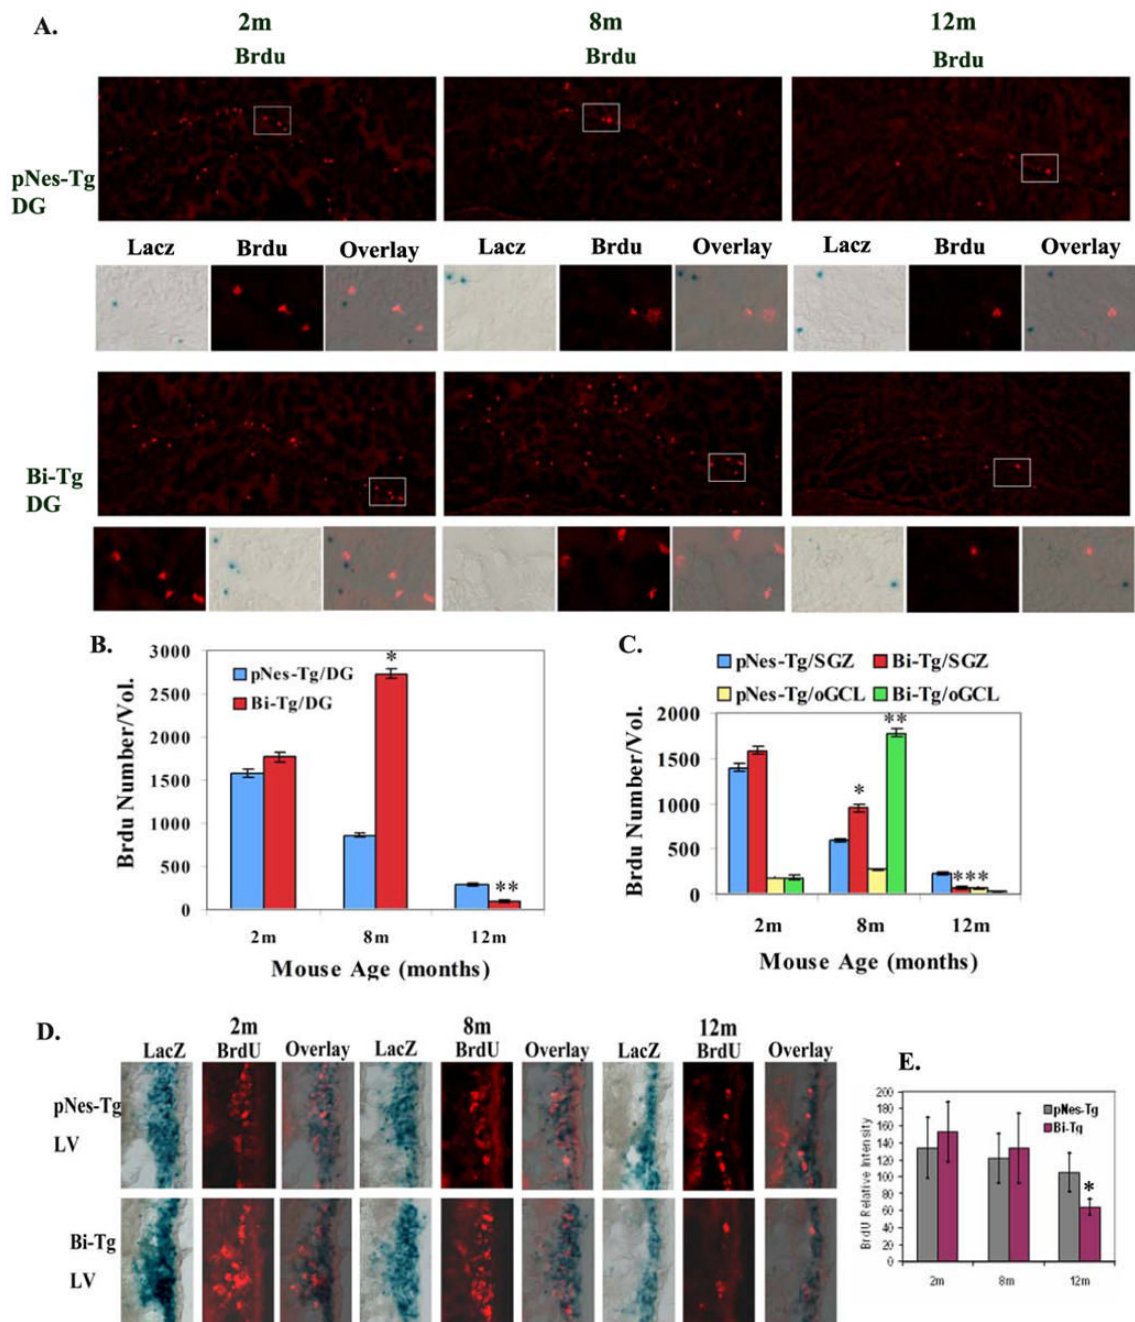 A.
2m 8m 12m
Brdu Brdu Brdu
pNes-Tg
DG
Lacz Brdu Overlay Lacz Brdu Overlay Lacz Brdu Overlay
Bi-Tg
DG
B.
3000
2500
2000
1500
1000
500
0
Brdu Number/Vol.
pNes-Tg/DG
Bi-Tg/DG
*
**
2m 8m 12m
Mouse Age (months)
C.
pNes-Tg/SGZ Bi-Tg/SGZ
pNes-Tg/oGCL Bi-Tg/oGCL
2000
1500
1000
500
0
Brdu Number/Vol.
*
**
***
2m 8m 12m
Mouse Age (months)
D.
2m 8m 12m
LacZ BrdU Overlay LacZ BrdU Overlay LacZ BrdU Overlay
pNes-Tg
LV
Bi-Tg
LV
E.
200
180
160
140
120
100
80
60
40
20
0
BrdU Relative Intensity
pNes-Tg
Bi-Tg
*
2m 8m 12m